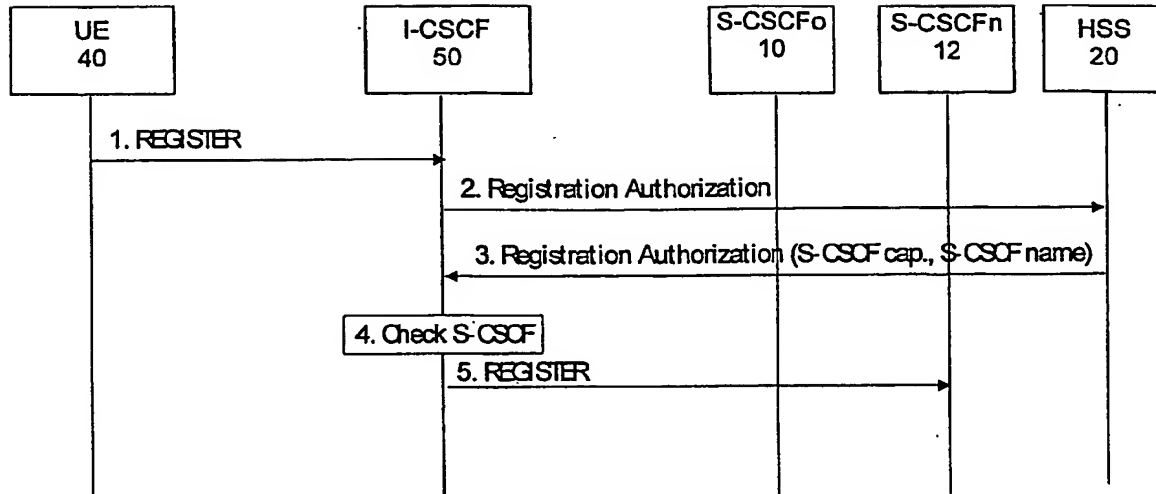 UE
40
I-CSCF
50
S-CSCFo
10
S-CSCFn
12
HSS
20
1. REGISTER
2. Registration Authorization
3. Registration Authorization (S-CSCF cap., S-CSCF name)
4. Check S-CSCF
5. REGISTER